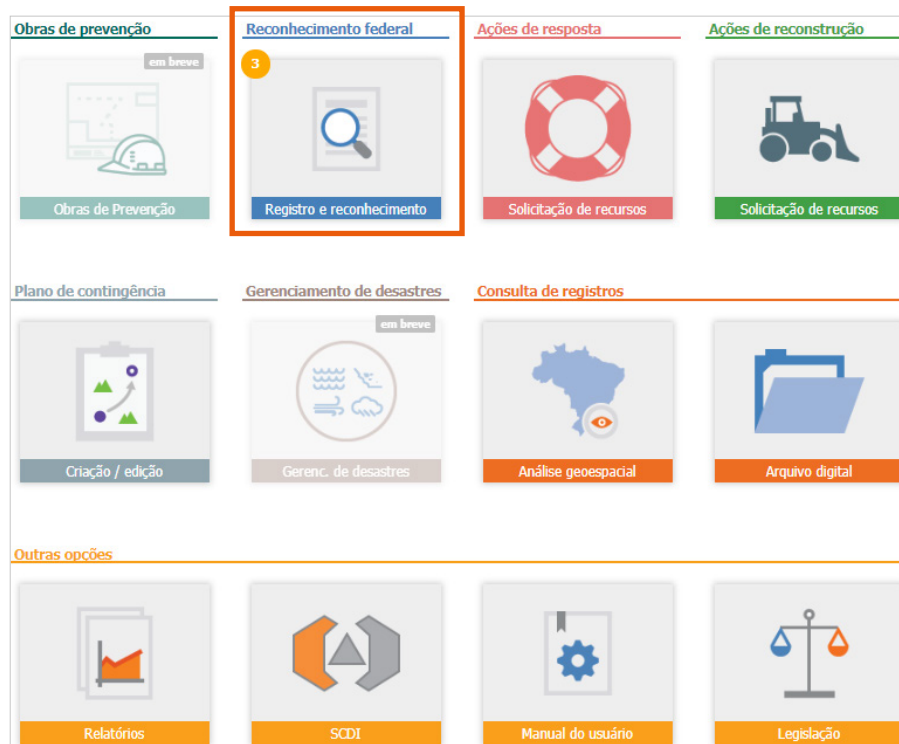 Obras de prevenção
Reconhecimento federal
Ações de resposta
Ações de reconstrução
em breve
3
Obras de Prevenção
Registro e reconhecimento
Solicitação de recursos
Solicitação de recursos
Plano de contingência
Gerenciamento de desastres
Consulta de registros
em breve
Criação / edição
Gerenc. de desastres
Análise geoespacial
Arquivo digital
Outras opções
Relatórios
SCDI
Manual do usuário
Legislação